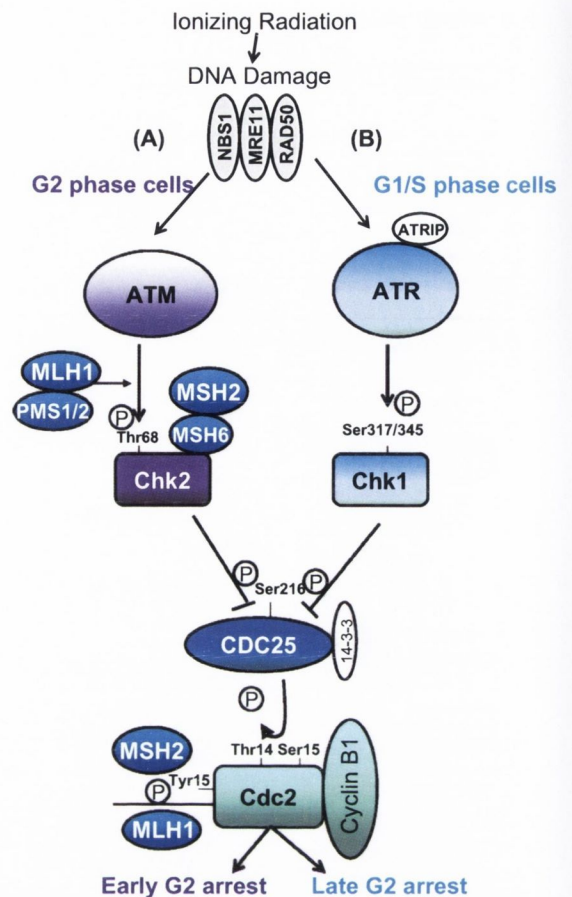 Ionizing Radiation
DNA Damage
NBS1
MRE11
RAD50
(A)
(B)
G2 phase cells
G1/S phase cells
ATRIP
ATM
ATR
MLH1
PMS1/2
MSH2
MSH6
P
Thr68
P
Ser317/345
Chk2
Chk1
P
Ser216
P
CDC25
14-3-3
P
MSH2
Thr14 Ser15
Tyr15
P
MLH1
Cdc2
Cyclin B1
Early G2 arrest
Late G2 arrest